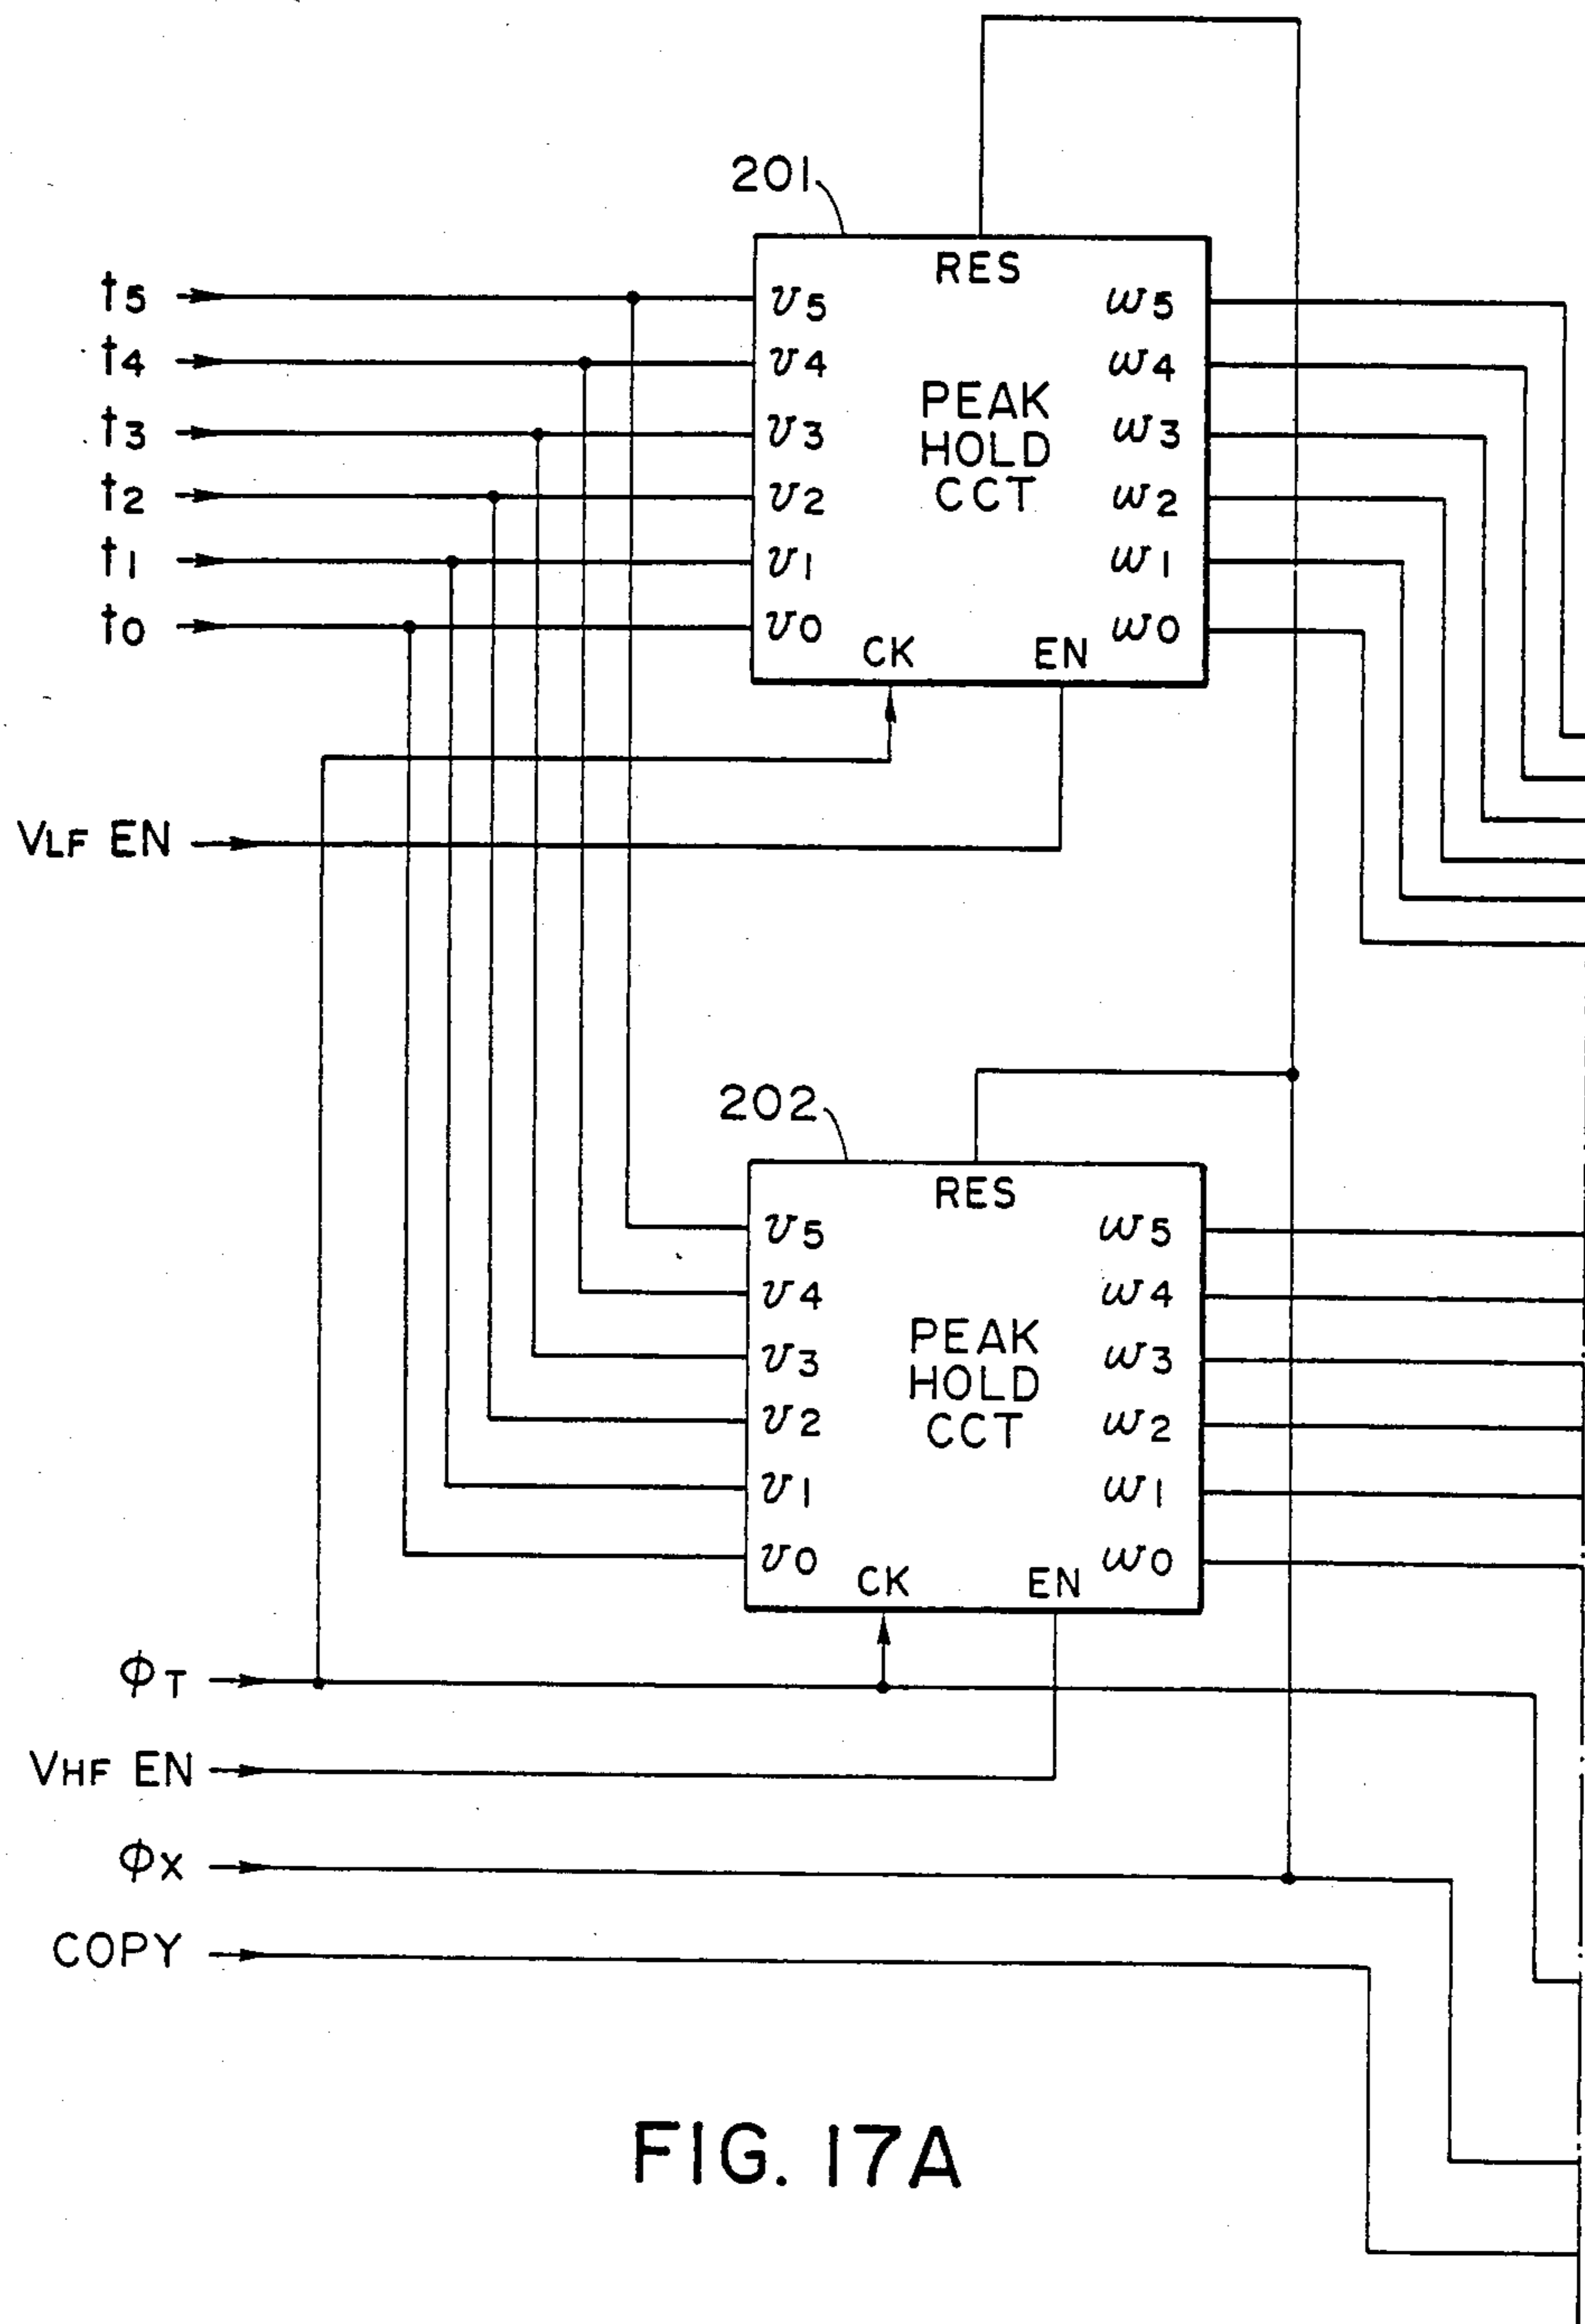 201
RES
t5 v5 w5
t4 v4 w4
PEAK
t3 v3 w3
HOLD
t2 v2 w2
CCT
t1 v1 w1
t0 v0 w0
CK EN
VLF EN
202
RES
v5 w5
v4 w4
PEAK
v3 w3
HOLD
v2 w2
CCT
v1 w1
v0 w0
CK EN
ϕT
VHF EN
ϕX
COPY
FIG. 17A